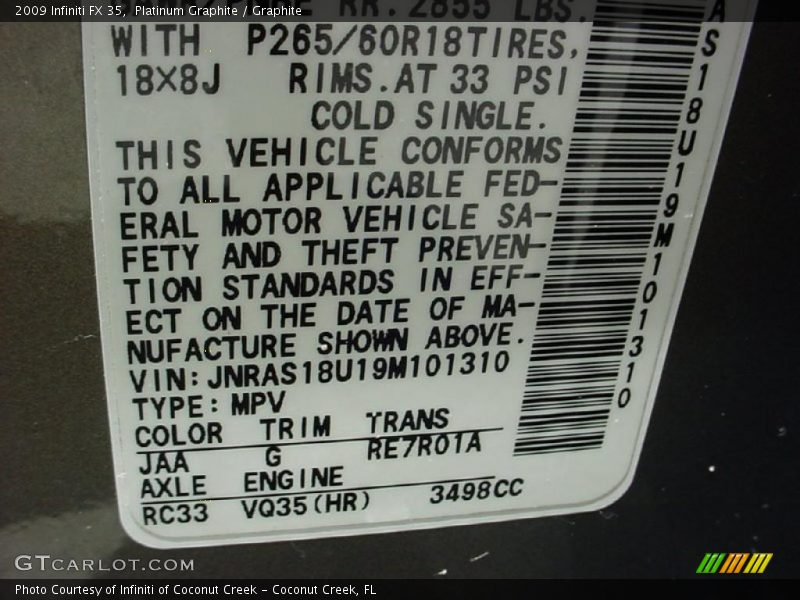 2009 Infiniti FX 35, Platinum Graphite / Graphite
RR. 2855 LBS.
WITH P265/60R18TIRES,
18X8J RIMS.AT 33 PSI
COLD SINGLE.
THIS VEHICLE CONFORMS
TO ALL APPLICABLE FED-
ERAL MOTOR VEHICLE SA-
FETY AND THEFT PREVEN-
TION STANDARDS IN EFF-
ECT ON THE DATE OF MA-
NUFACTURE SHOWN ABOVE.
VIN:JNRAS18U19M101310
TYPE:MPV
COLOR TRIM TRANS
JAA G RE7R01A
AXLE ENGINE
RC33 VQ35(HR) 3498CC
AS18U19M101310
GTCARLOT.COM
Photo Courtesy of Infiniti of Coconut Creek - Coconut Creek, FL